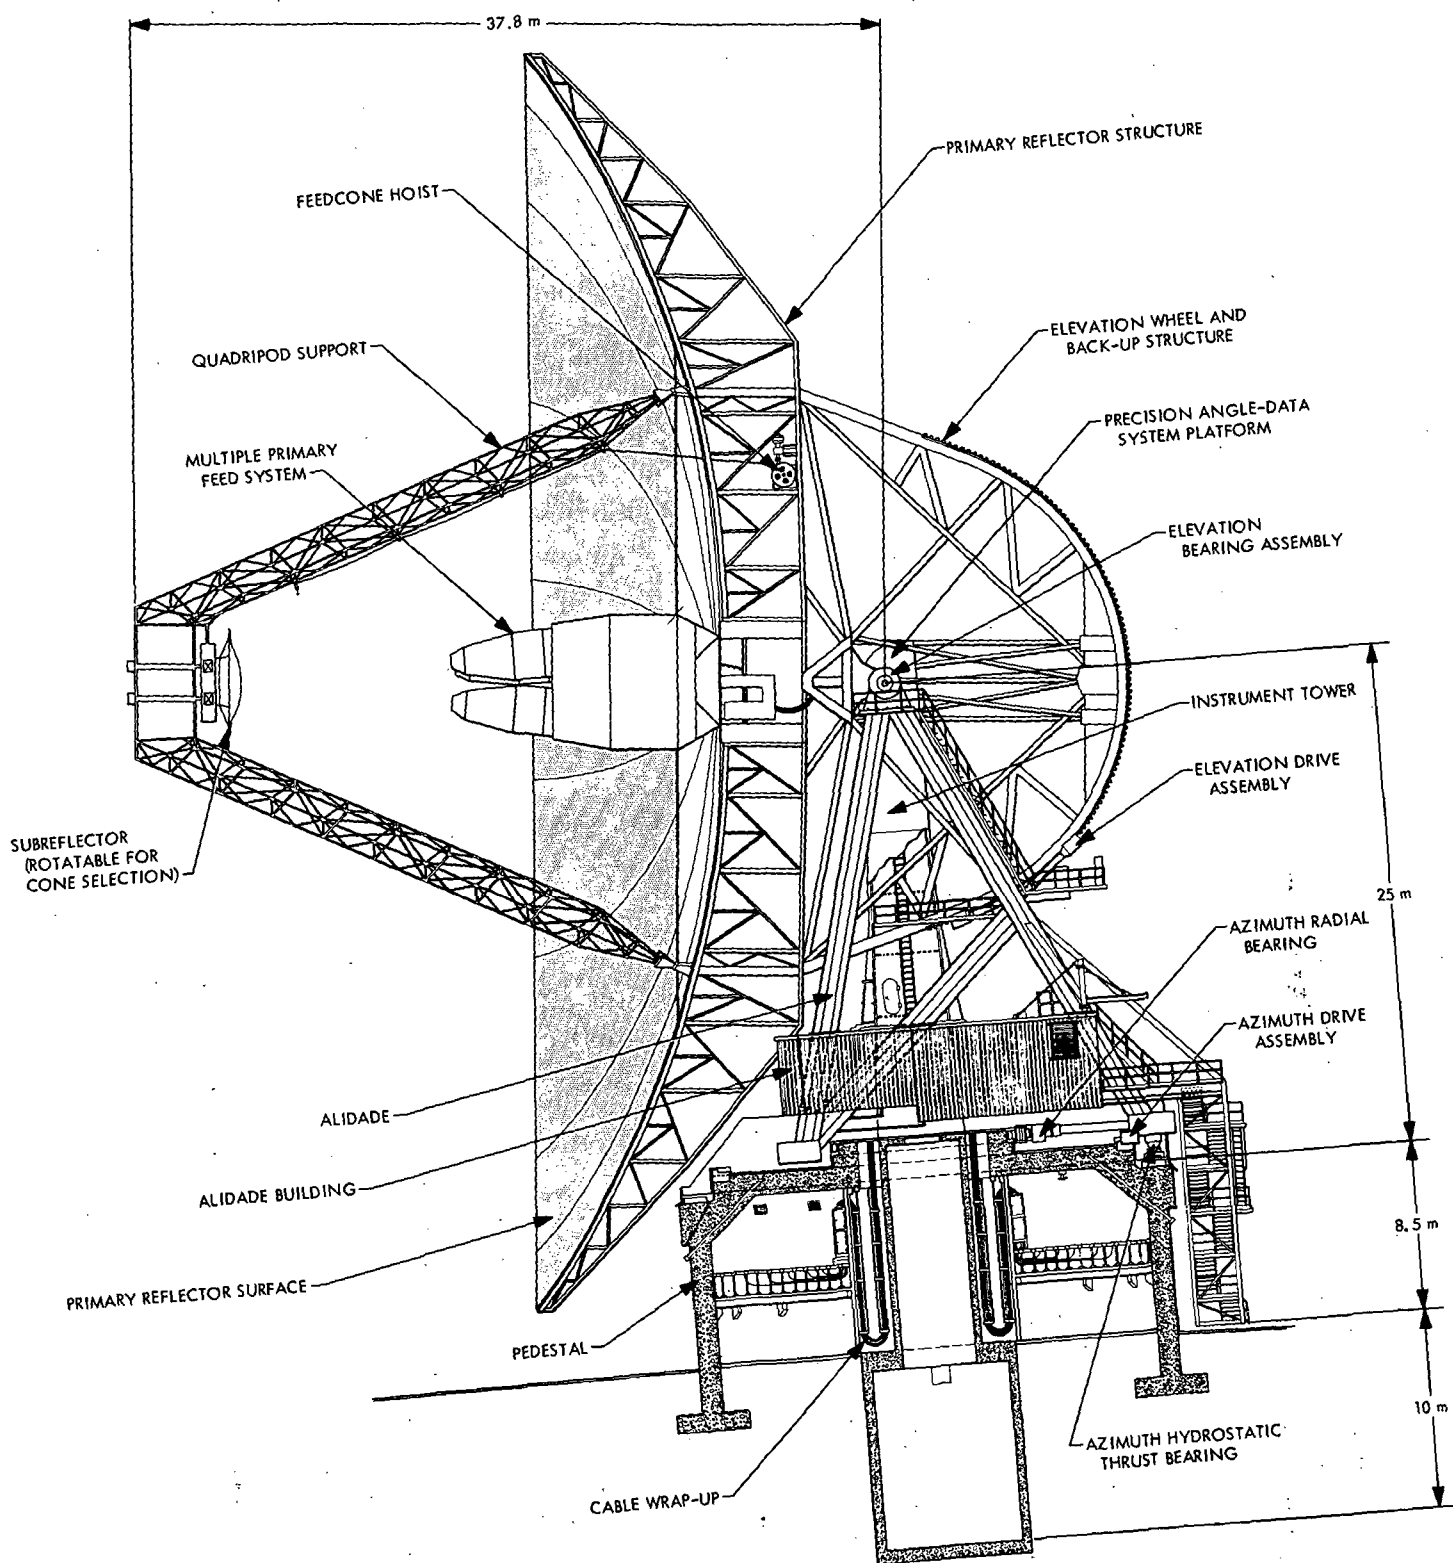 37.8 m
PRIMARY REFLECTOR STRUCTURE
FEEDCONE HOIST
ELEVATION WHEEL AND
BACK-UP STRUCTURE
QUADRIPOD SUPPORT
PRECISION ANGLE-DATA
SYSTEM PLATFORM
MULTIPLE PRIMARY
FEED SYSTEM
ELEVATION
BEARING ASSEMBLY
INSTRUMENT TOWER
ELEVATION DRIVE
ASSEMBLY
SUBREFLECTOR
(ROTATABLE FOR
CONE SELECTION)
25 m
AZIMUTH RADIAL
BEARING
AZIMUTH DRIVE
ASSEMBLY
ALIDADE
ALIDADE BUILDING
8.5 m
PRIMARY REFLECTOR SURFACE
PEDESTAL
10 m
AZIMUTH HYDROSTATIC
THRUST BEARING
CABLE WRAP-UP